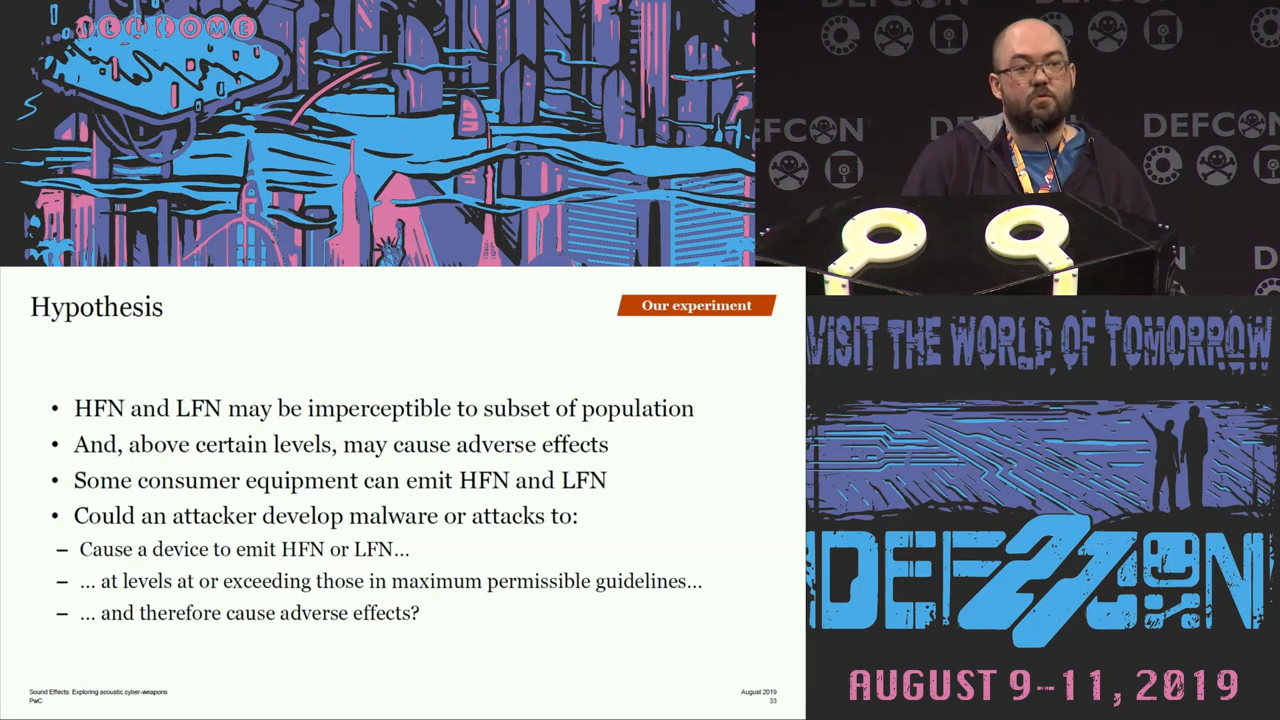 WELCOME
DEFCON
DEFCON
DEFCON
Hypothesis
Our experiment
• HFN and LFN may be imperceptible to subset of population
• And, above certain levels, may cause adverse effects
• Some consumer equipment can emit HFN and LFN
• Could an attacker develop malware or attacks to:
– Cause a device to emit HFN or LFN…
– … at levels at or exceeding those in maximum permissible guidelines…
– … and therefore cause adverse effects?
Sound Effects: Exploring acoustic cyber-weapons
PwC
August 2019
33
VISIT THE WORLD OF TOMORROW
DEF 27 CON
AUGUST 9-11, 2019